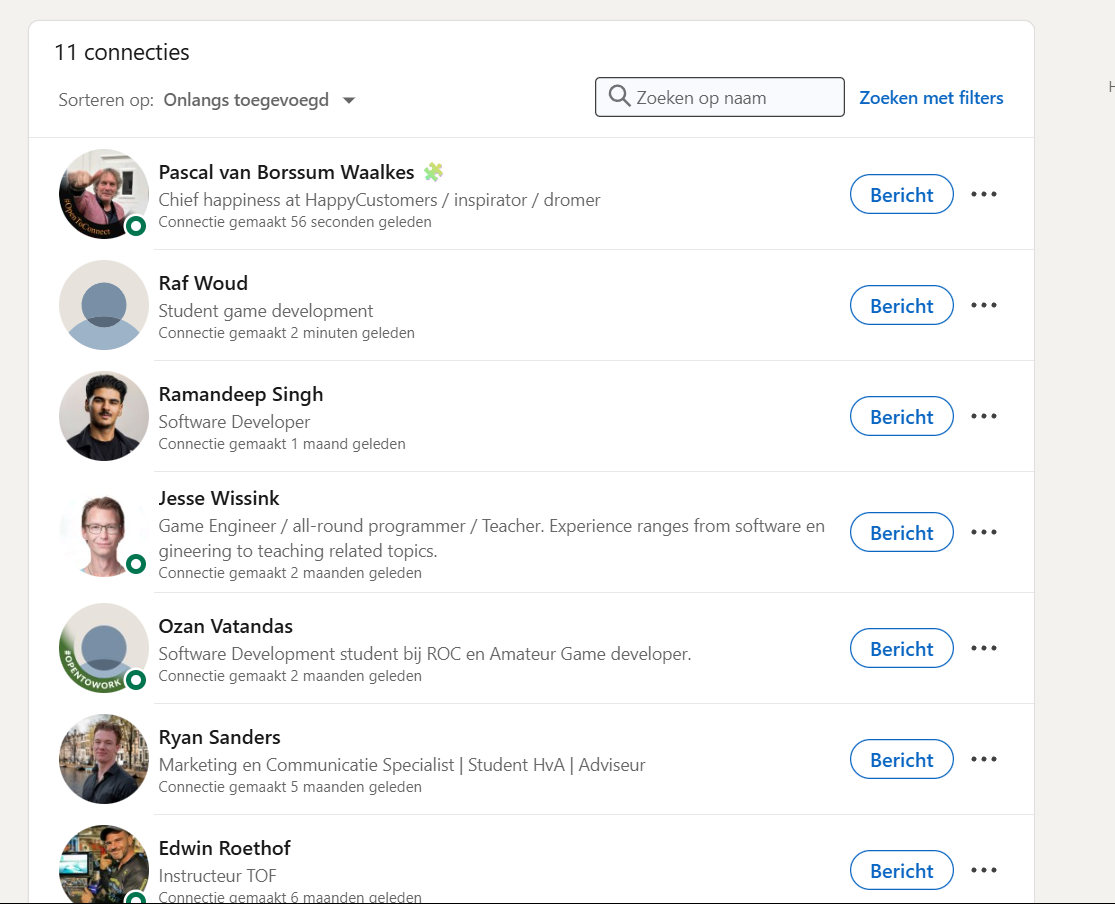 11 connecties
Sorteren op: Onlangs toegevoegd
Zoeken op naam
Zoeken met filters
Pascal van Borssum Waalkes
Chief happiness at HappyCustomers / inspirator / dromer
Connectie gemaakt 56 seconden geleden
#OpenToConnect
Bericht
Raf Woud
Student game development
Connectie gemaakt 2 minuten geleden
Bericht
Ramandeep Singh
Software Developer
Connectie gemaakt 1 maand geleden
Bericht
Jesse Wissink
Game Engineer / all-round programmer / Teacher. Experience ranges from software en
gineering to teaching related topics.
Connectie gemaakt 2 maanden geleden
Bericht
Ozan Vatandas
Software Development student bij ROC en Amateur Game developer.
Connectie gemaakt 2 maanden geleden
#OPENTOWORK
Bericht
Ryan Sanders
Marketing en Communicatie Specialist | Student HvA | Adviseur
Connectie gemaakt 5 maanden geleden
Bericht
Edwin Roethof
Instructeur TOF
Connectie gemaakt 6 maanden geleden
Bericht